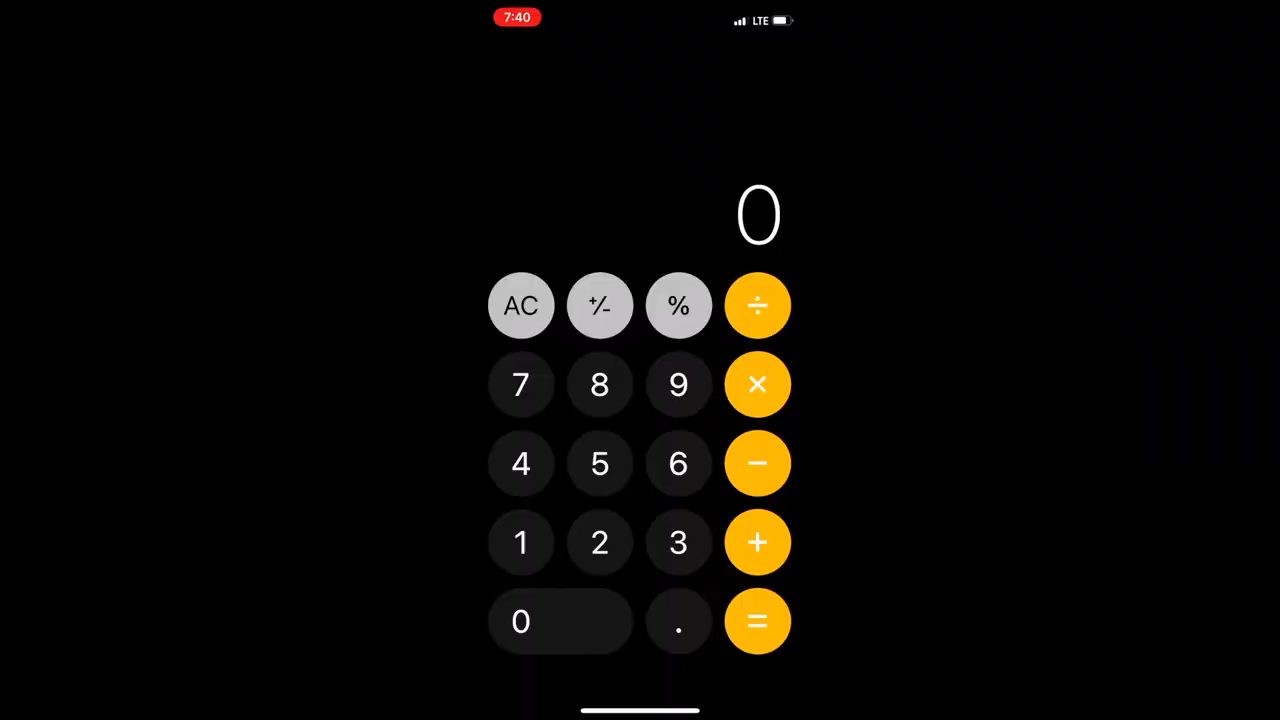 7:40 LTE
0
AC +/- % ÷
7 8 9 ×
4 5 6 −
1 2 3 +
0 . =